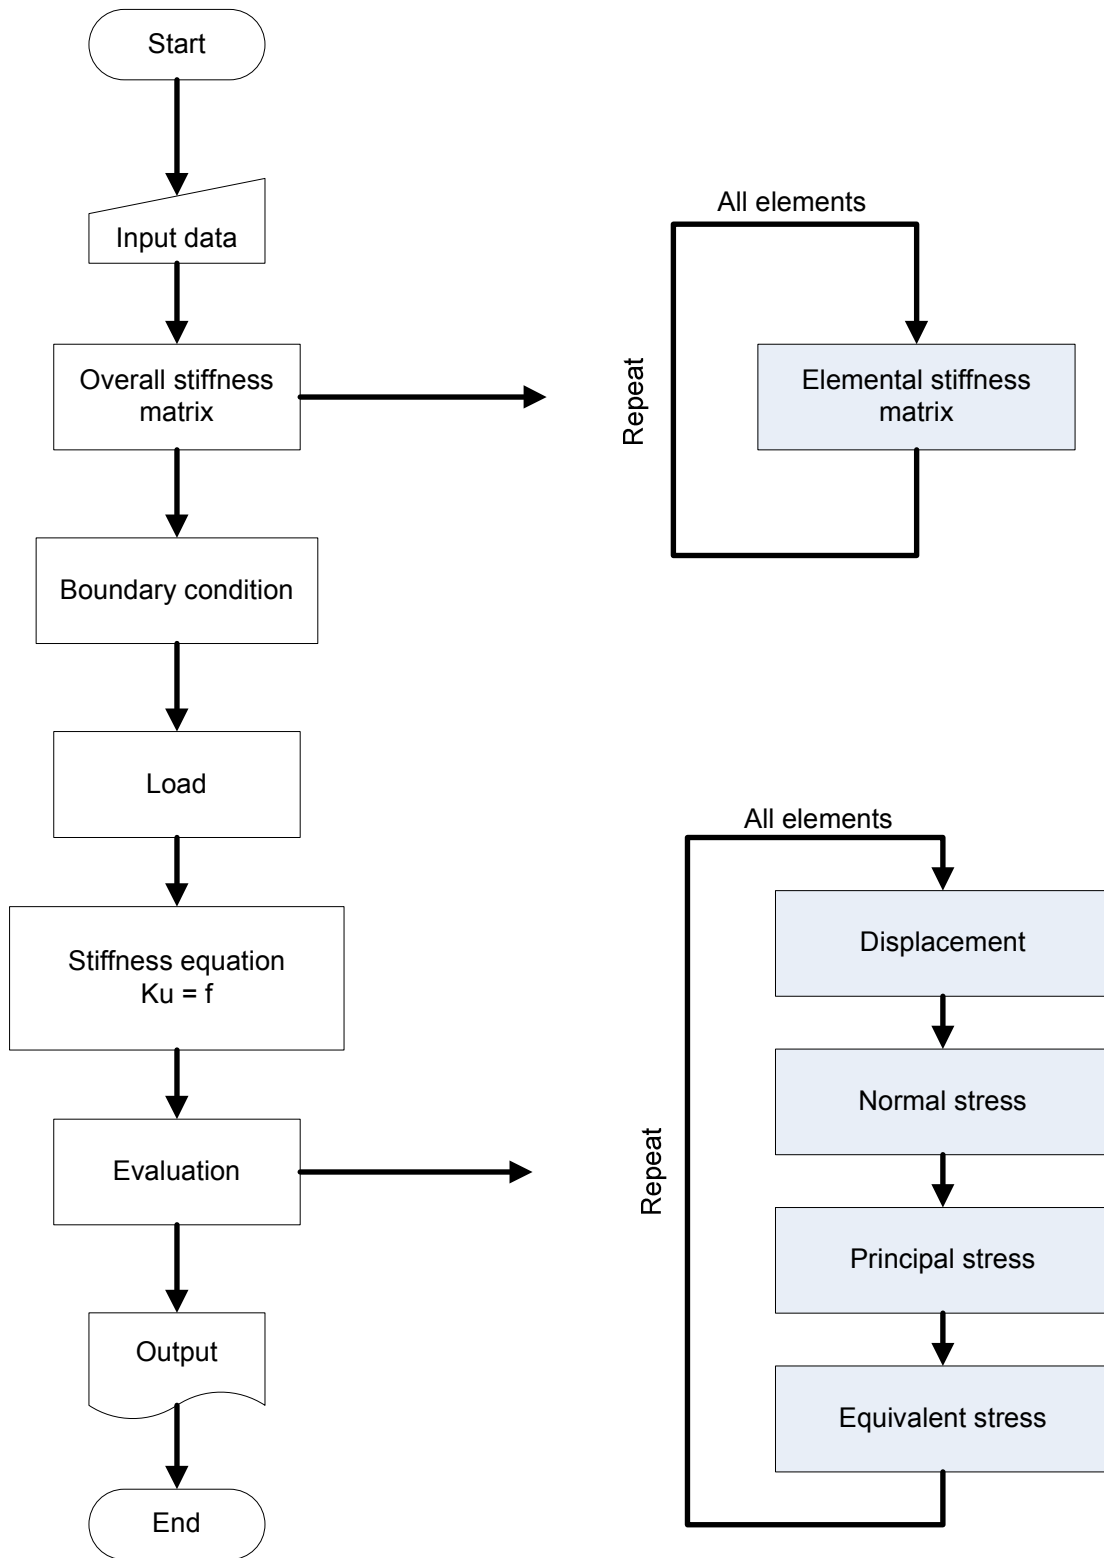 Start
Input data
Overall stiffness
matrix
Boundary condition
Load
Stiffness equation
Ku = f
Evaluation
Output
End
All elements
Repeat
Elemental stiffness
matrix
All elements
Repeat
Displacement
Normal stress
Principal stress
Equivalent stress